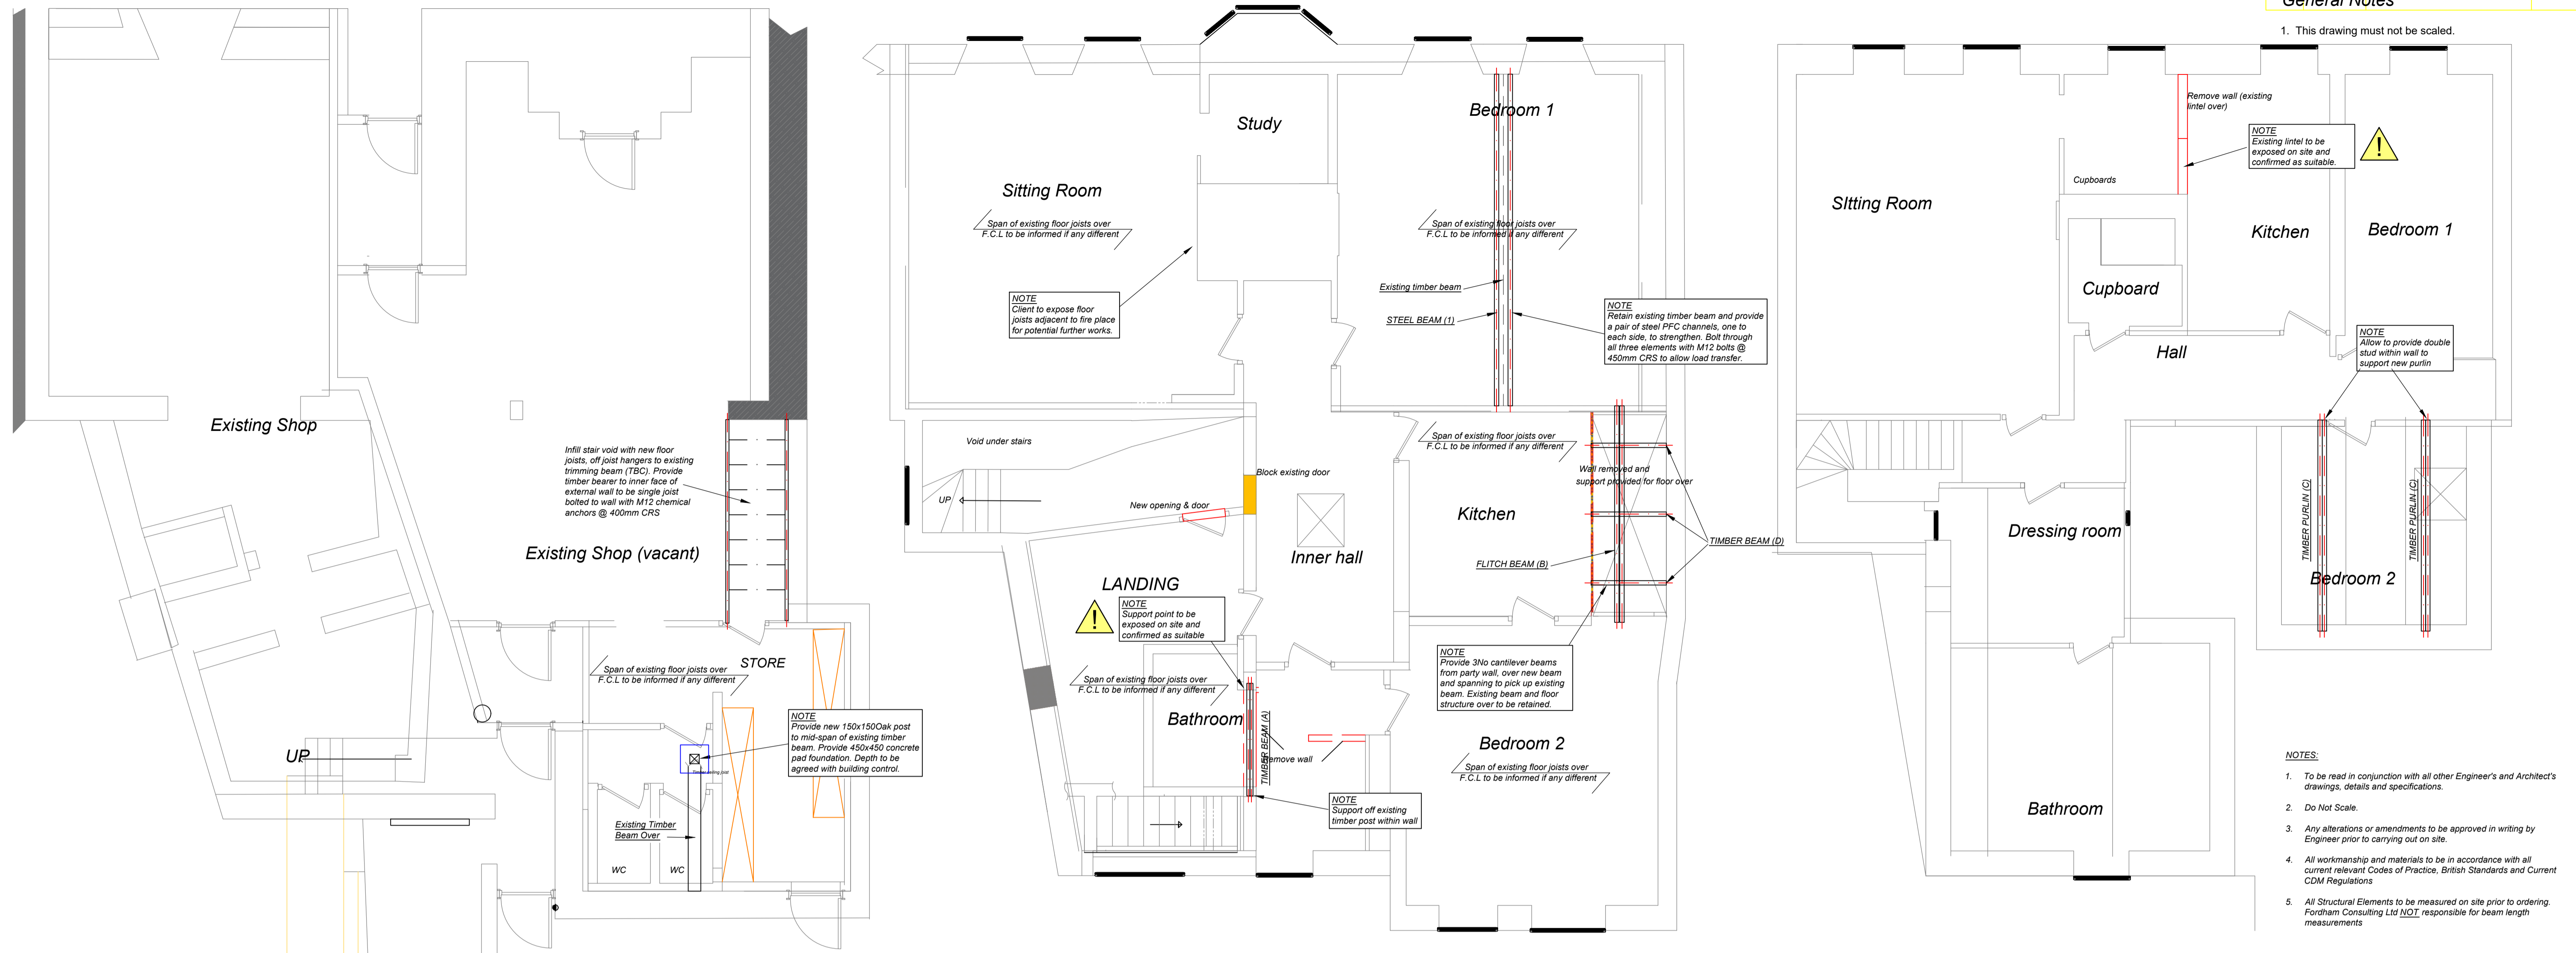 General Notes
1. This drawing must not be scaled.
Existing Shop
Infill stair void with new floor
joists, off joist hangers to existing
trimming beam (TBC). Provide
timber bearer to inner face of
external wall to be single joist
bolted to wall with M12 chemical
anchors @ 400mm CRS
Existing Shop (vacant)
STORE
Span of existing floor joists over
F.C.L to be informed if any different
NOTE
Provide new 150x150Oak post
to mid-span of existing timber
beam. Provide 450x450 concrete
pad foundation. Depth to be
agreed with building control.
UP
Existing Timber
Beam Over
WC
WC
Study
Bedroom 1
Sitting Room
Span of existing floor joists over
F.C.L to be informed if any different
Span of existing floor joists over
F.C.L to be informed if any different
NOTE
Client to expose floor
joists adjacent to fire place
for potential further works.
Existing timber beam
STEEL BEAM (1)
NOTE
Retain existing timber beam and provide
a pair of steel PFC channels, one to
each side, to strengthen. Bolt through
all three elements with M12 bolts @
450mm CRS to allow load transfer.
Void under stairs
UP
Block existing door
New opening & door
Span of existing floor joists over
F.C.L to be informed if any different
Wall removed and
support provided for floor over
Kitchen
Inner hall
TIMBER BEAM (D)
FLITCH BEAM (B)
LANDING
NOTE
Support point to be
exposed on site and
confirmed as suitable
Span of existing floor joists over
F.C.L to be informed if any different
Bathroom
TIMBER BEAM (A)
Remove wall
NOTE
Provide 3No cantilever beams
from party wall, over new beam
and spanning to pick up existing
beam. Existing beam and floor
structure over to be retained.
Bedroom 2
Span of existing floor joists over
F.C.L to be informed if any different
NOTE
Support off existing
timber post within wall
Remove wall (existing
lintel over)
NOTE
Existing lintel to be
exposed on site and
confirmed as suitable.
Cupboards
SItting Room
Kitchen
Bedroom 1
Cupboard
Hall
NOTE
Allow to provide double
stud within wall to
support new purlin
TIMBER PURLIN (C)
TIMBER PURLIN (C)
Dressing room
Bedroom 2
Bathroom
NOTES:
1. To be read in conjunction with all other Engineer's and Architect's
drawings, details and specifications.
2. Do Not Scale.
3. Any alterations or amendments to be approved in writing by
Engineer prior to carrying out on site.
4. All workmanship and materials to be in accordance with all
current relevant Codes of Practice, British Standards and Current
CDM Regulations
5. All Structural Elements to be measured on site prior to ordering.
Fordham Consulting Ltd NOT responsible for beam length
measurements